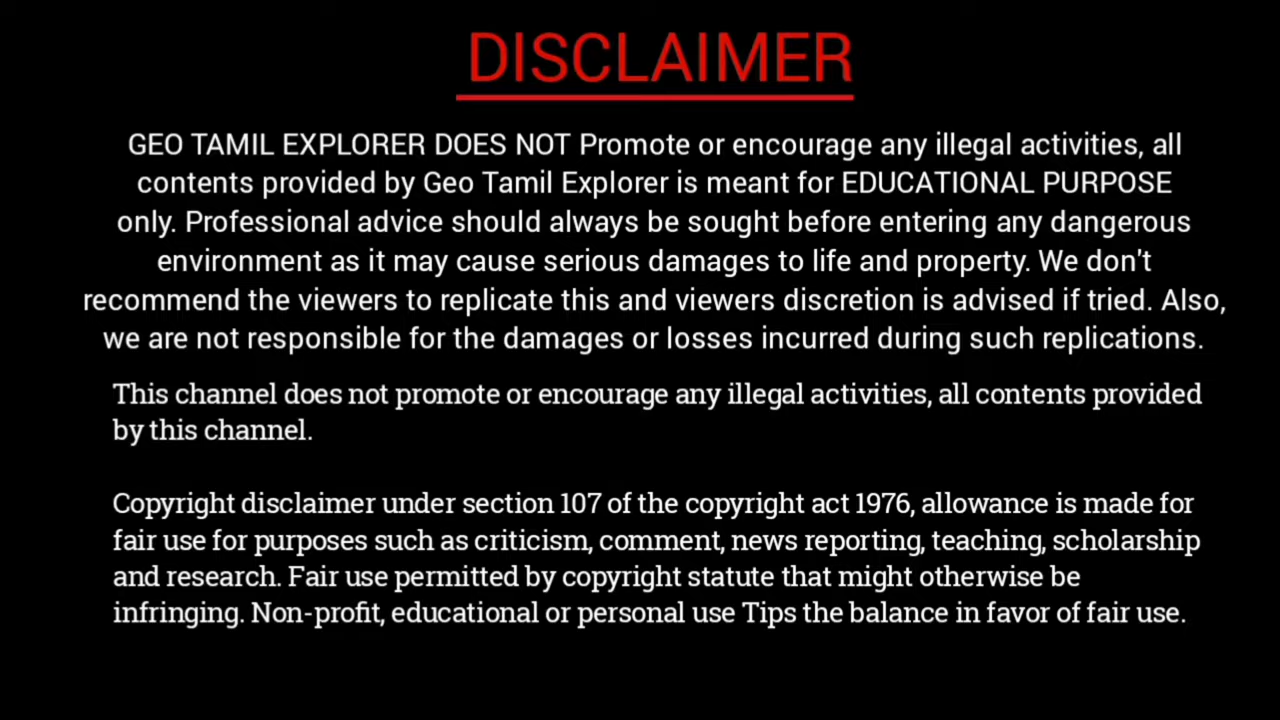 DISCLAIMER
GEO TAMIL EXPLORER DOES NOT Promote or encourage any illegal activities, all
contents provided by Geo Tamil Explorer is meant for EDUCATIONAL PURPOSE
only. Professional advice should always be sought before entering any dangerous
environment as it may cause serious damages to life and property. We don't
recommend the viewers to replicate this and viewers discretion is advised if tried. Also,
we are not responsible for the damages or losses incurred during such replications.
This channel does not promote or encourage any illegal activities, all contents provided
by this channel.
Copyright disclaimer under section 107 of the copyright act 1976, allowance is made for
fair use for purposes such as criticism, comment, news reporting, teaching, scholarship
and research. Fair use permitted by copyright statute that might otherwise be
infringing. Non-profit, educational or personal use Tips the balance in favor of fair use.